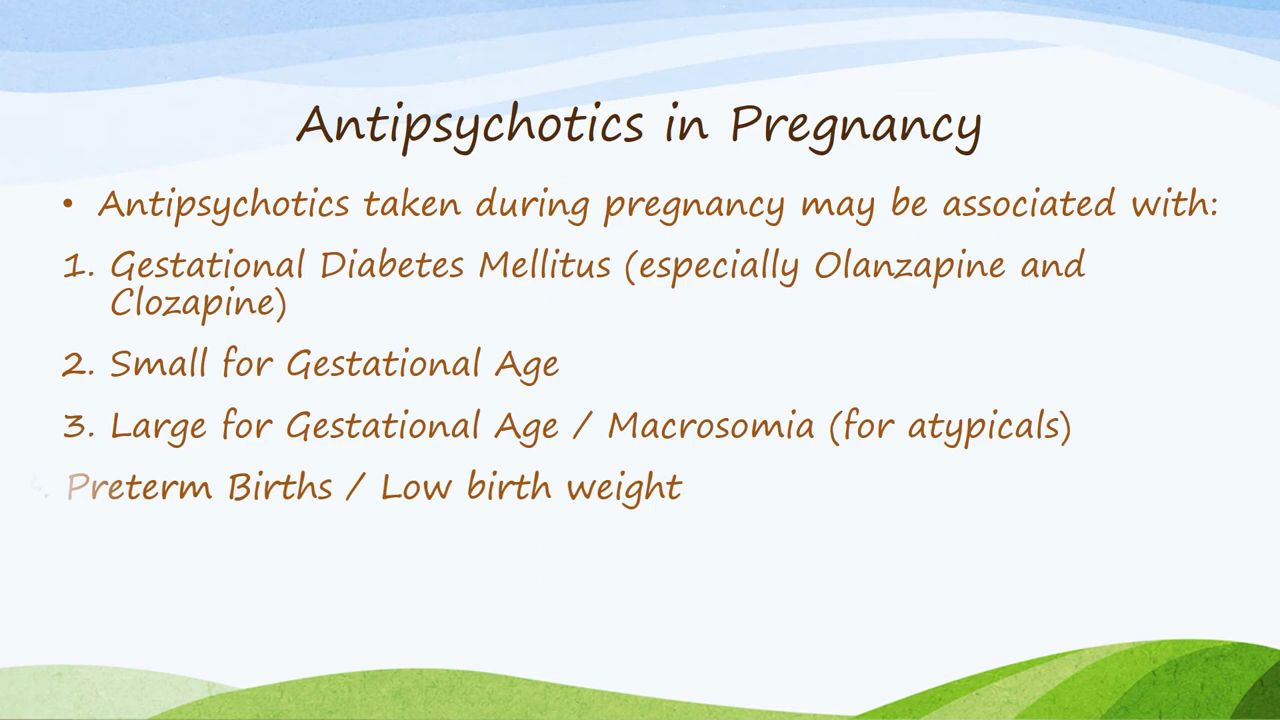 Antipsychotics in Pregnancy
• Antipsychotics taken during pregnancy may be associated with:
1. Gestational Diabetes Mellitus (especially Olanzapine and
Clozapine)
2. Small for Gestational Age
3. Large for Gestational Age / Macrosomia (for atypicals)
Preterm Births / Low birth weight